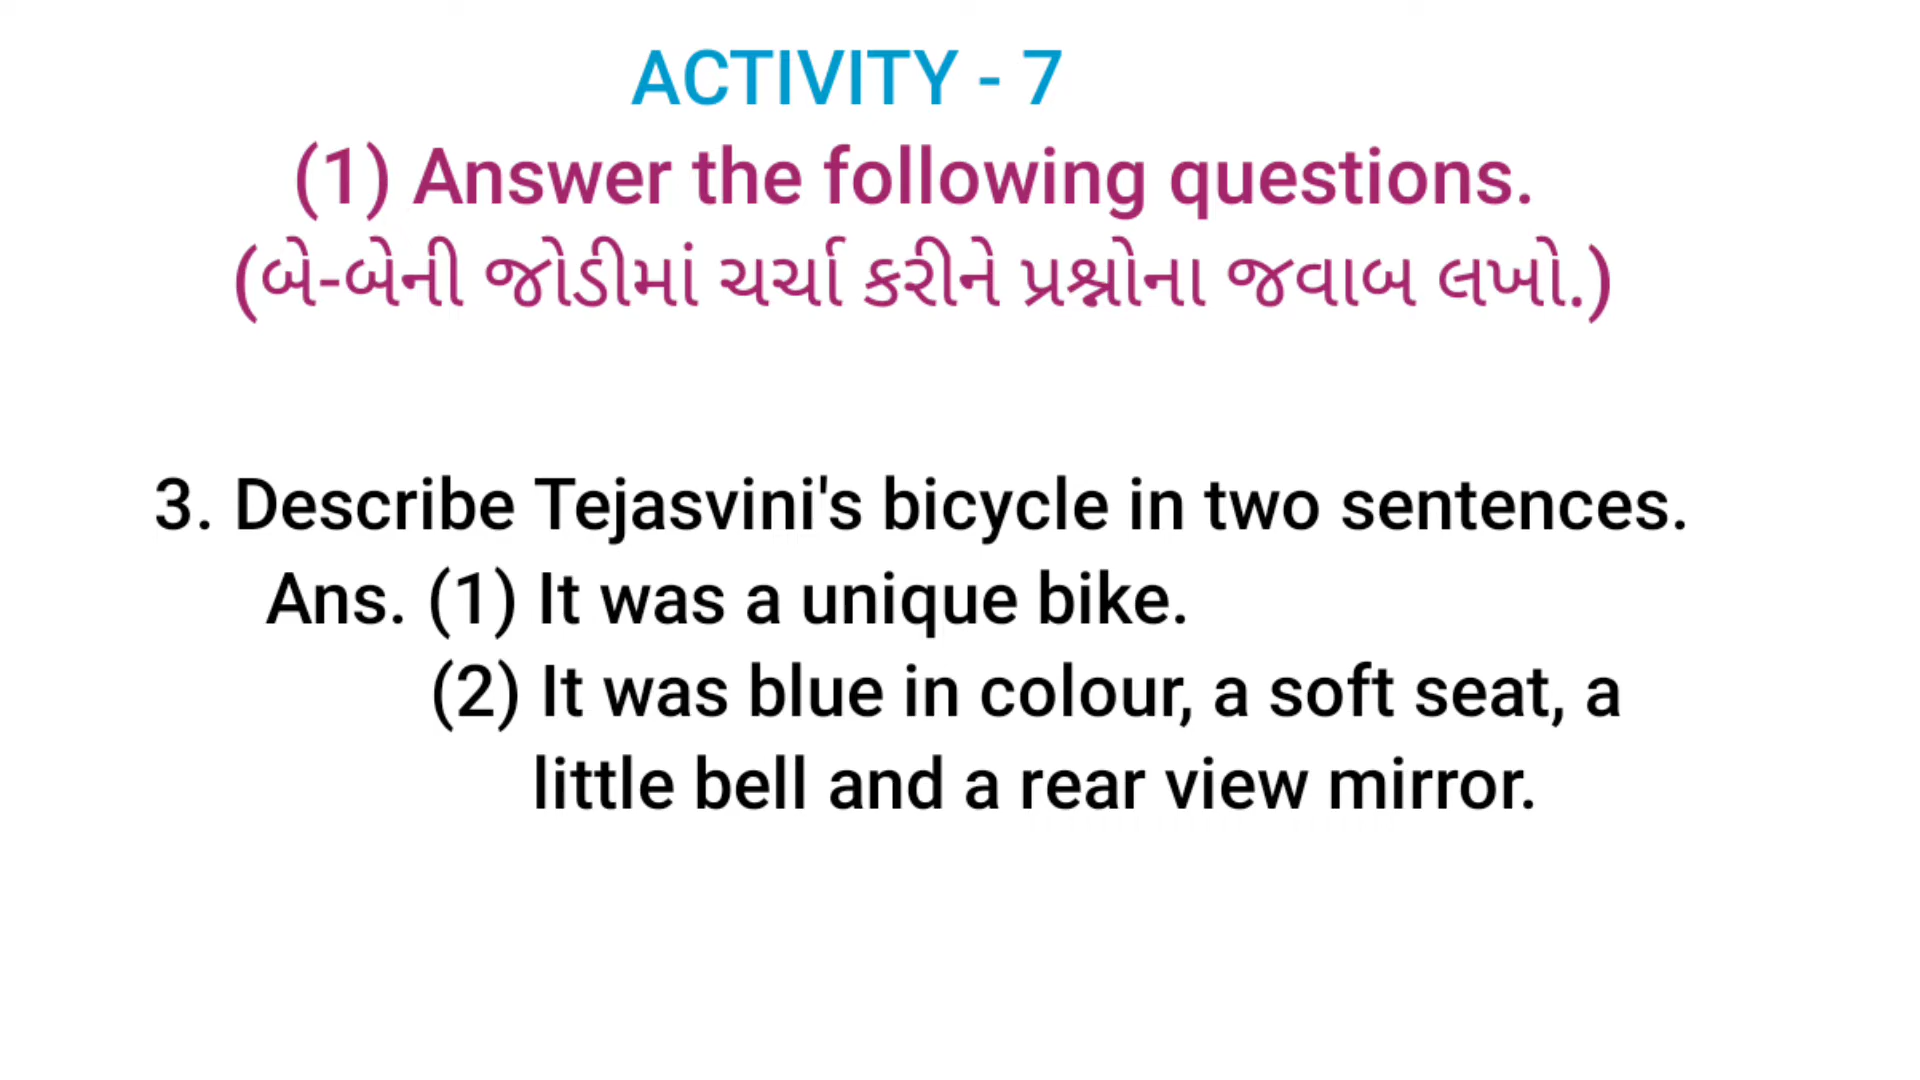 ACTIVITY - 7
(1) Answer the following questions.
(બે-બેની જોડીમાં ચર્ચા કરીને પ્રશ્નોના જવાબ લખો.)
3. Describe Tejasvini's bicycle in two sentences.
Ans. (1) It was a unique bike.
(2) It was blue in colour, a soft seat, a
little bell and a rear view mirror.